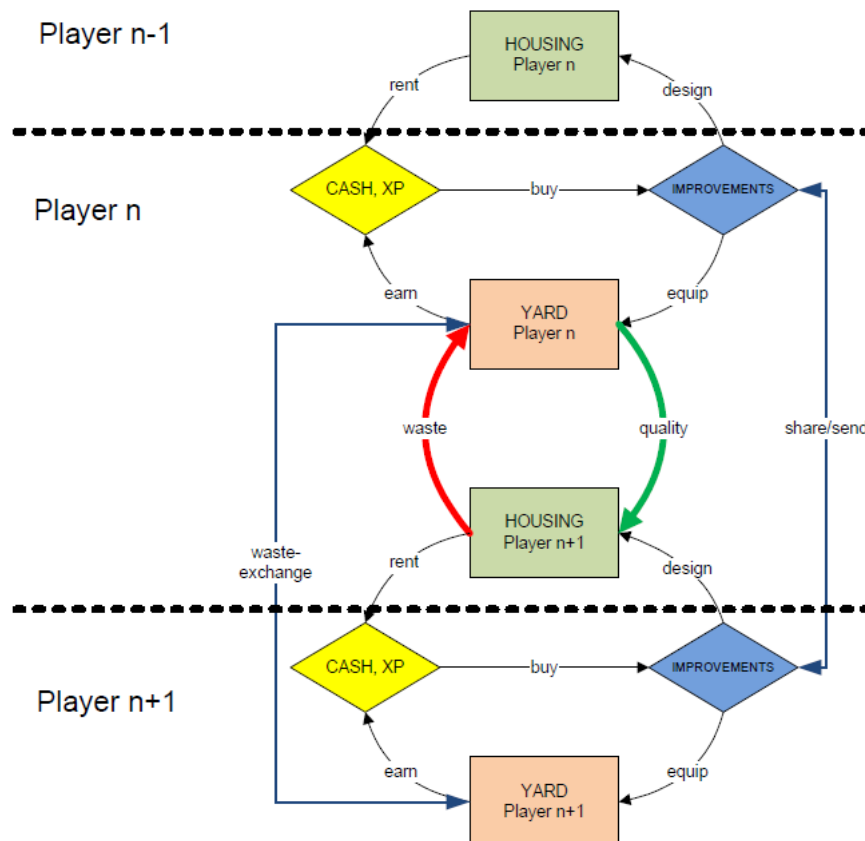 Player n-1
HOUSING
Player n
rent
design
Player n
CASH, XP
buy
IMPROVEMENTS
earn
equip
YARD
Player n
waste
quality
share/send
HOUSING
Player n+1
waste-
exchange
rent
design
Player n+1
CASH, XP
buy
IMPROVEMENTS
earn
equip
YARD
Player n+1